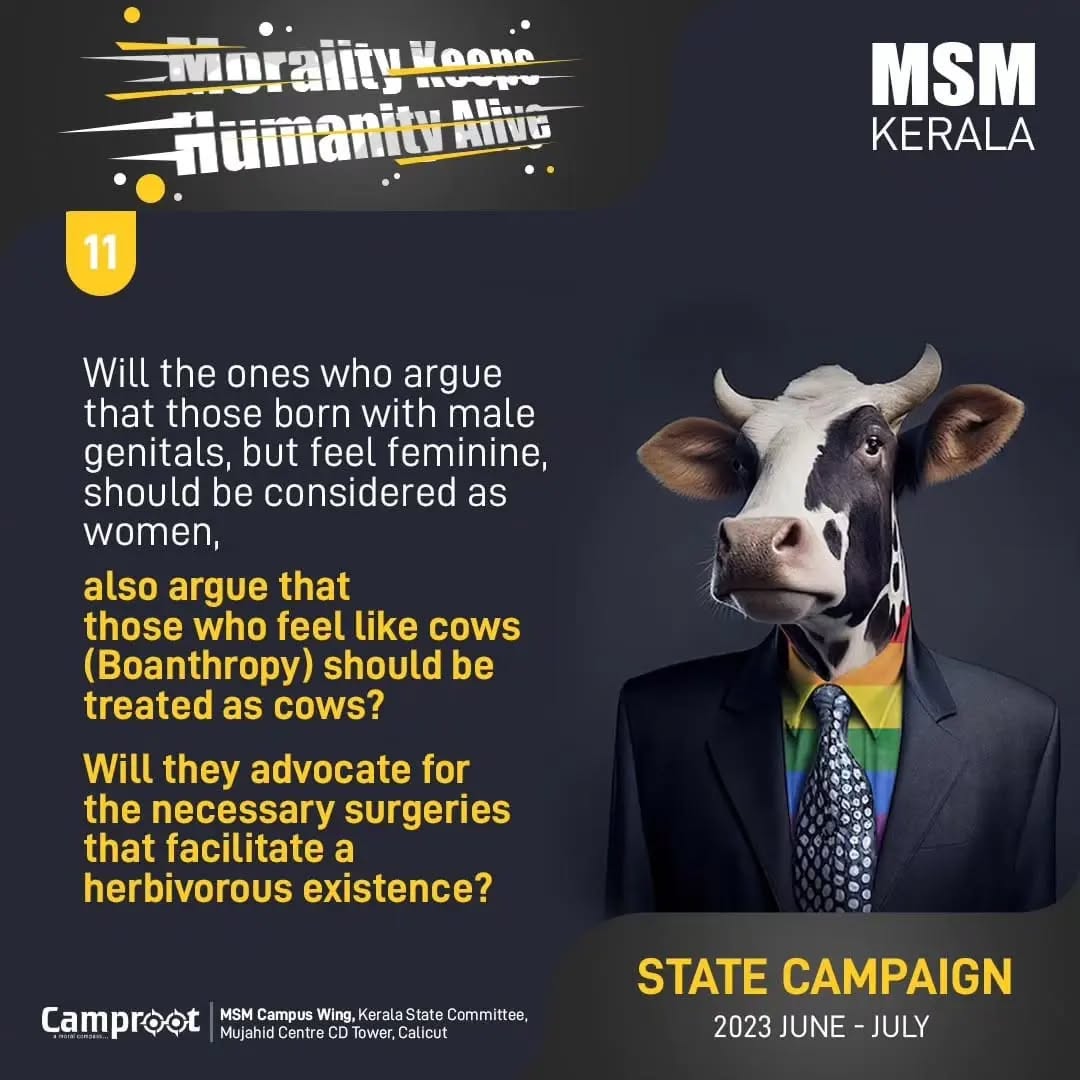 Morality Keeps
Humanity Alive
MSM
KERALA
11
Will the ones who argue
that those born with male
genitals, but feel feminine,
should be considered as
women,
also argue that
those who feel like cows
(Boanthropy) should be
treated as cows?
Will they advocate for
the necessary surgeries
that facilitate a
herbivorous existence?
STATE CAMPAIGN
2023 JUNE - JULY
Camproot
a moral compass...
MSM Campus Wing, Kerala State Committee,
Mujahid Centre CD Tower, Calicut